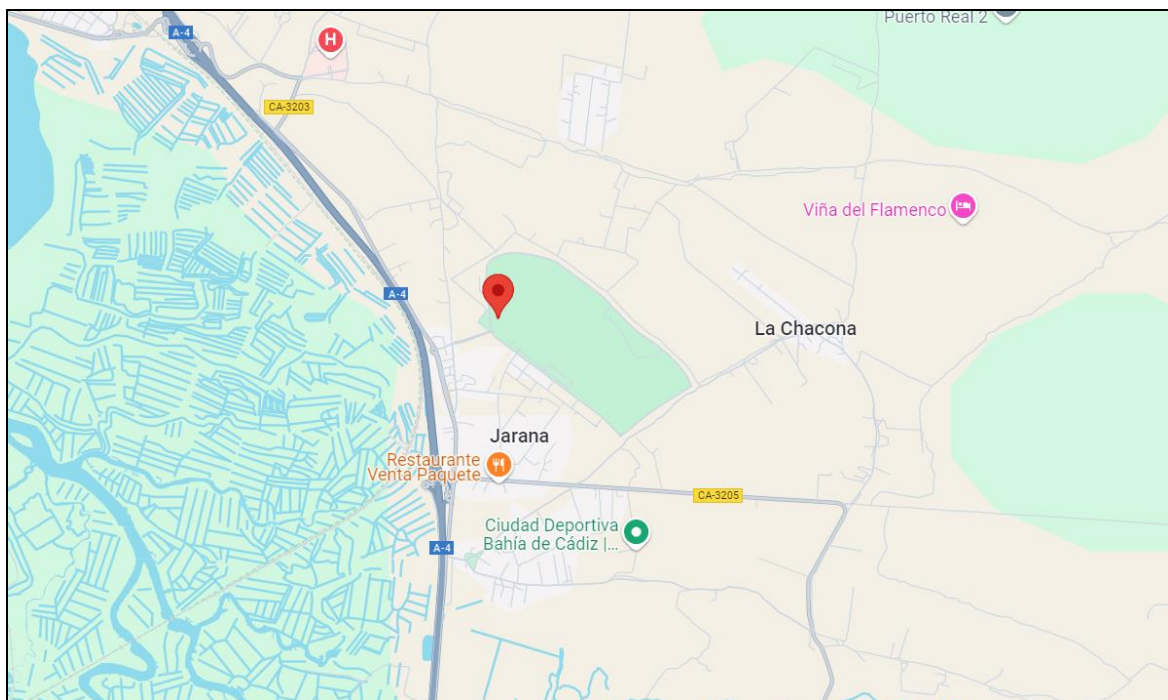 Puerto Real 2
A-4
H
CA-3203
Viña del Flamenco
A-4
La Chacona
Jarana
Restaurante
Venta Paquete
CA-3205
Ciudad Deportiva
Bahía de Cádiz |...
A-4